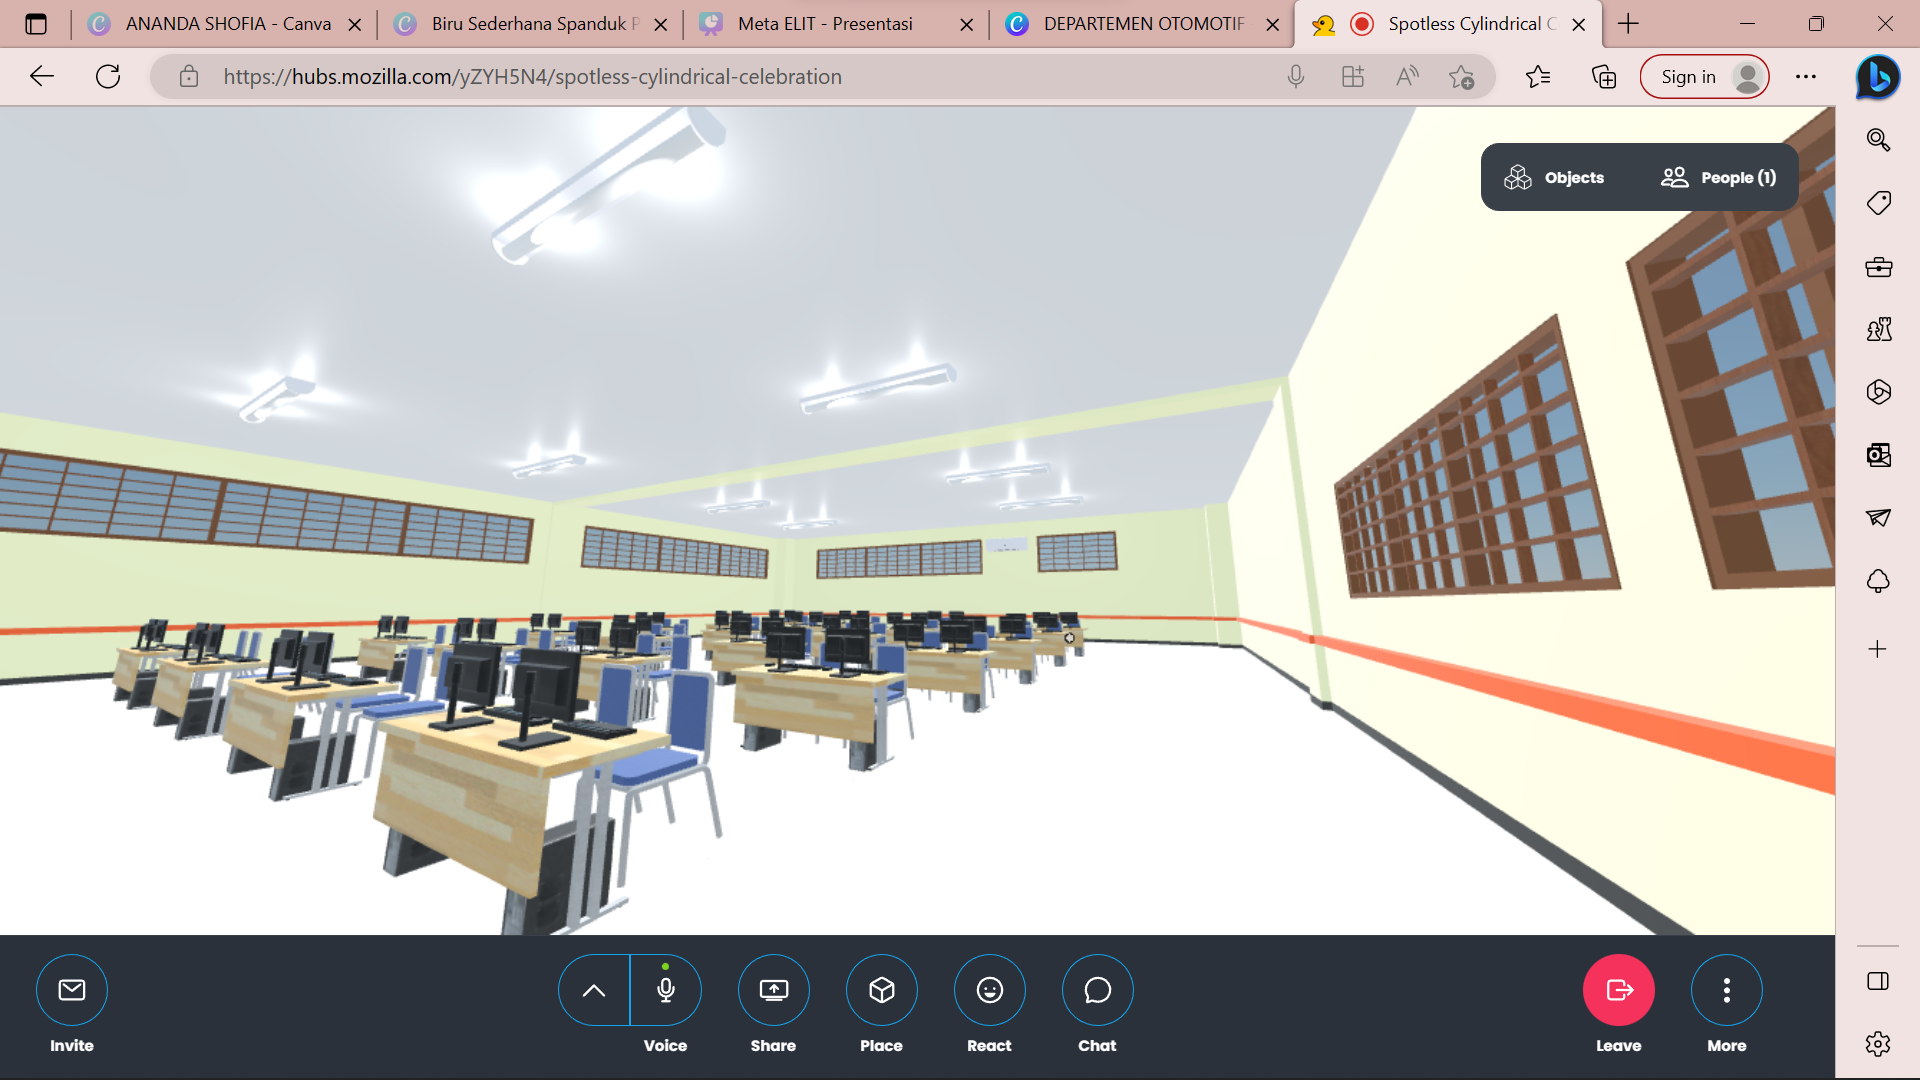 ANANDA SHOFIA - Canva
Biru Sederhana Spanduk P
Meta ELIT - Presentasi
DEPARTEMEN OTOMOTIF
Spotless Cylindrical C
https://hubs.mozilla.com/yZYH5N4/spotless-cylindrical-celebration
Sign in
Objects
People (1)
Invite
Voice
Share
Place
React
Chat
Leave
More